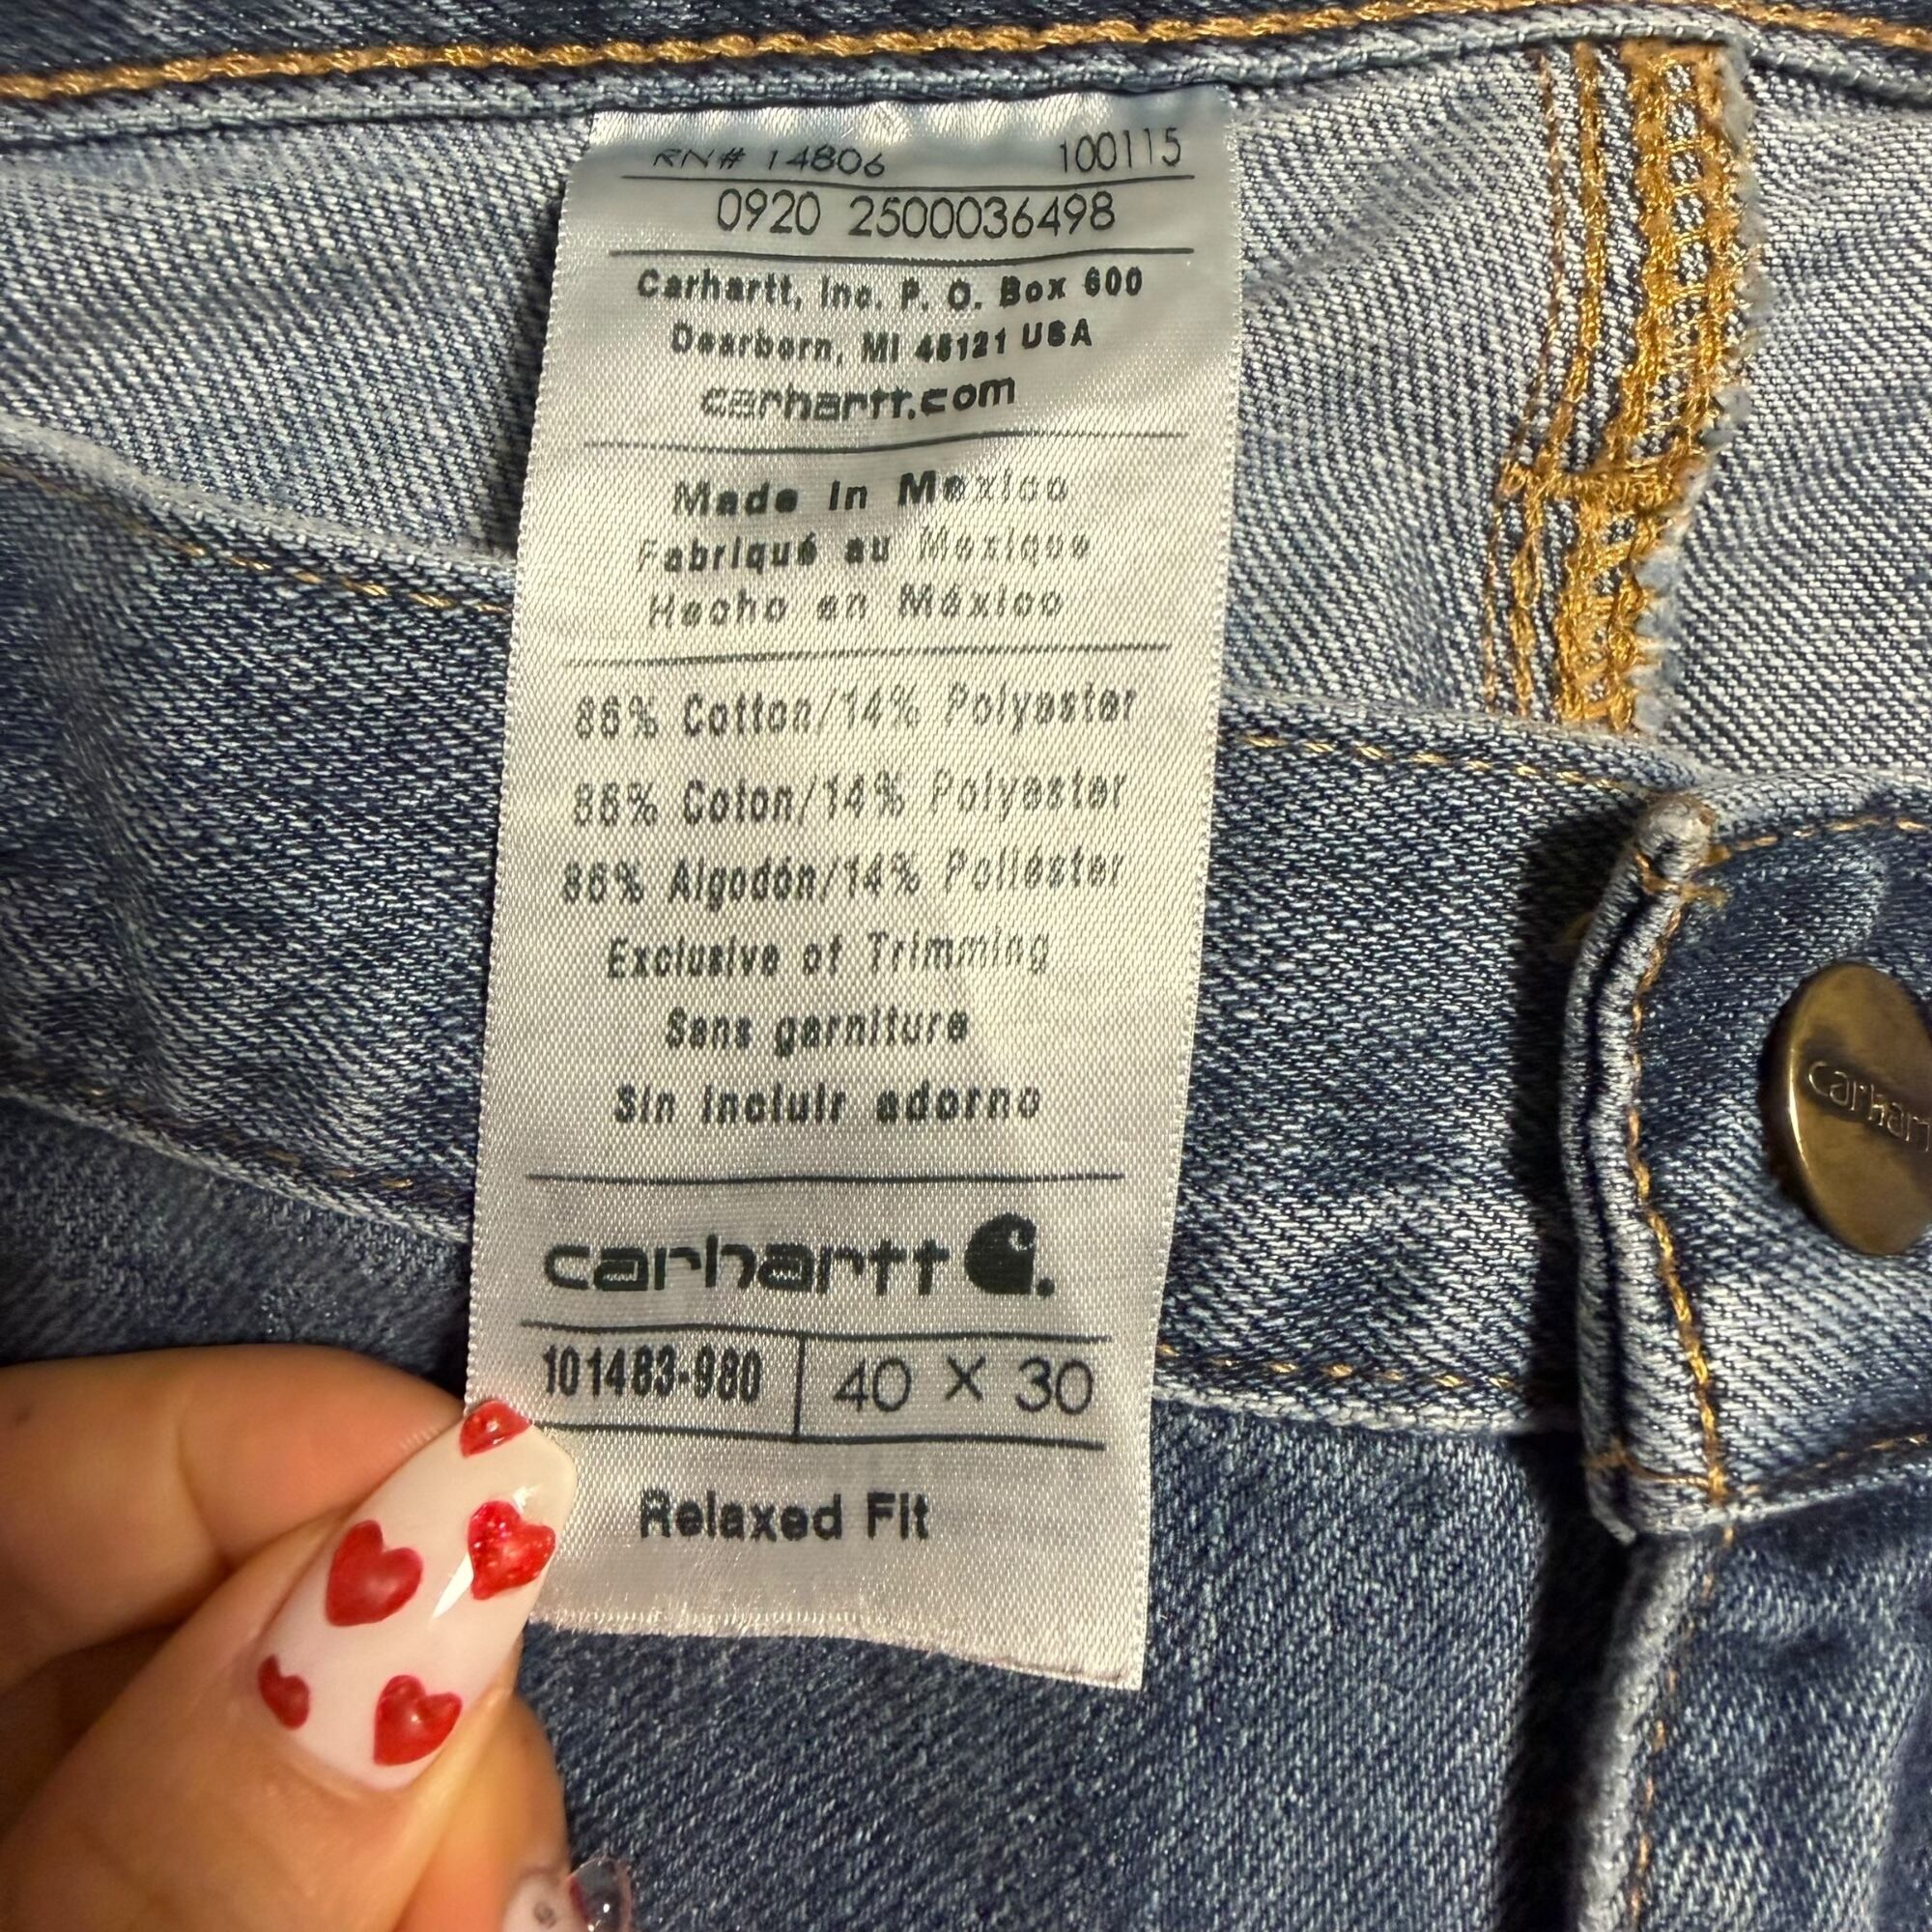 RN# 14806 100115
0920 2500036498
Carhartt, Inc. P. O. Box 600
Dearborn, MI 48121 USA
carhartt.com
Made in Mexico
Fabriqué au Mexique
Hecho en México
86% Cotton/14% Polyester
86% Coton/14% Polyester
86% Algodón/14% Poliéster
Exclusive of Trimming
Sans garniture
Sin incluir adorno
carhartt
101483-980 40 X 30
Relaxed Fit